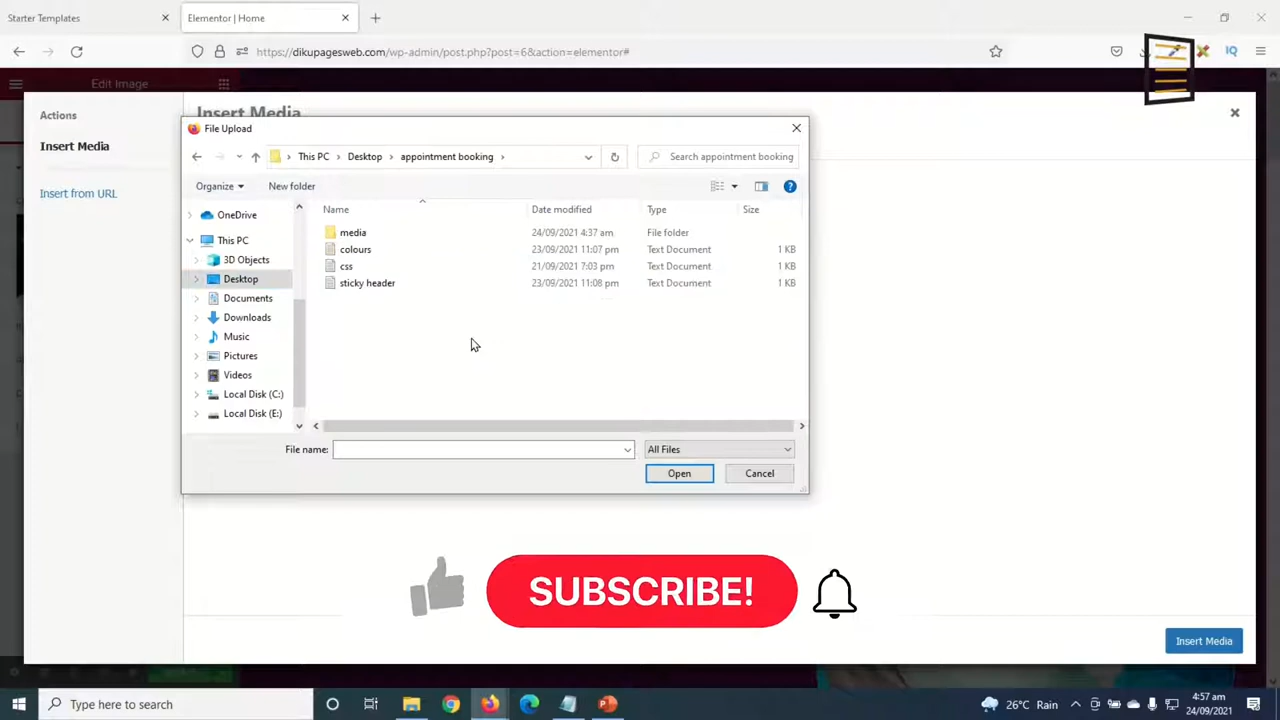 Starter Templates
Elementor | Home
https://dikupagesweb.com/wp-admin/post.php?post=6&action=elementor#
Edit Image
Actions
Insert Media
Insert from URL
Insert Media
File Upload
This PC > Desktop > appointment booking >
Search appointment booking
Organize
New folder
OneDrive
This PC
3D Objects
Desktop
Documents
Downloads
Music
Pictures
Videos
Local Disk (C:)
Local Disk (E:)
Name Date modified Type Size
media 24/09/2021 4:37 am File folder
colours 23/09/2021 11:07 pm Text Document 1 KB
css 21/09/2021 7:03 pm Text Document 1 KB
sticky header 23/09/2021 11:08 pm Text Document 1 KB
File name:
All Files
Open
Cancel
SUBSCRIBE!
Insert Media
Type here to search
26°C Rain
4:57 am
24/09/2021